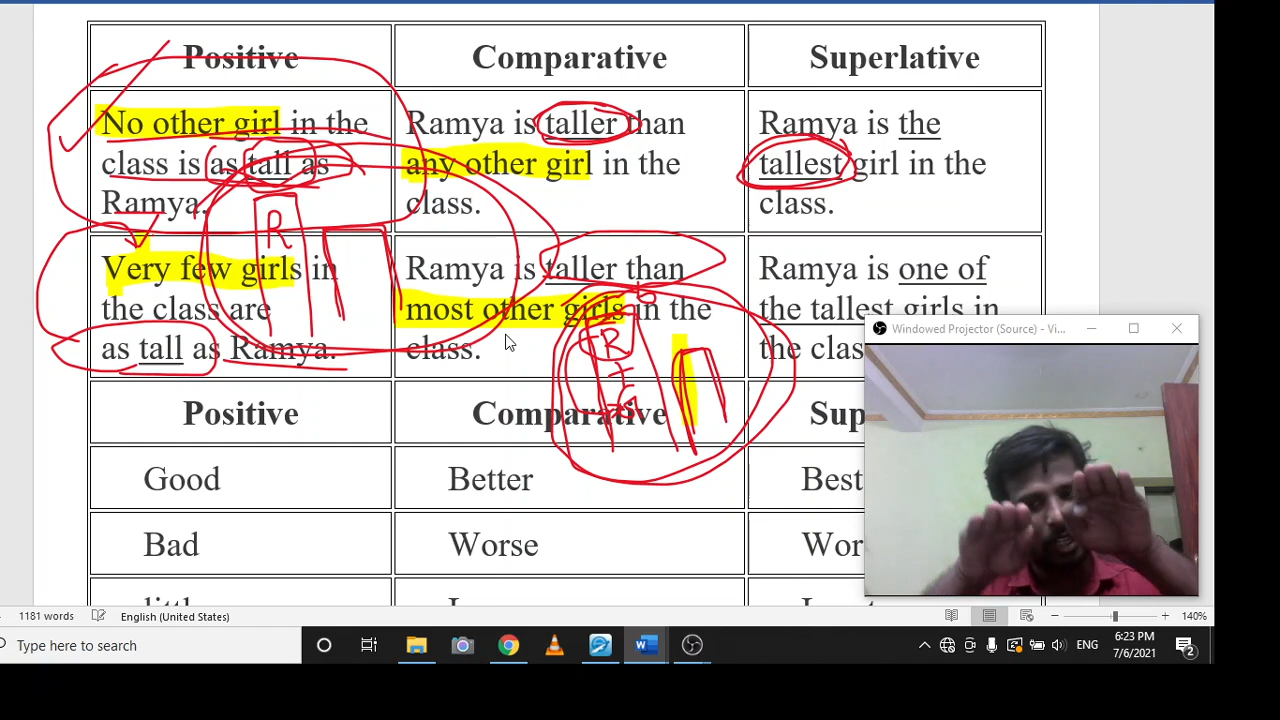 Positive Comparative Superlative
No other girl in the
class is as tall as
Ramya.
Ramya is taller than
any other girl in the
class.
Ramya is the
tallest girl in the
class.
Very few girls in
the class are
as tall as Ramya.
Ramya is taller than
most other girls in the
class.
Ramya is one of
the tallest girls in
the clas
R
R
+
Windowed Projector (Source) - Vi...
Positive Comparative Sup
Good Better Best
Bad Worse Wor
1181 words English (United States) 140%
Type here to search
ENG
6:23 PM
7/6/2021
2